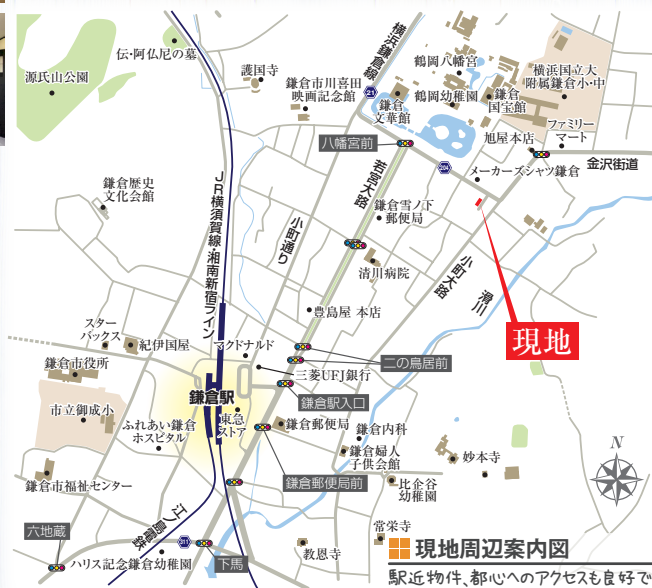 伝・阿仏尼の墓
源氏山公園
護国寺
鎌倉市川喜田
映画記念館
横浜鎌倉線
21
鎌倉
文華館
鶴岡八幡宮
鶴岡幼稚園
鎌倉
国宝館
横浜国立大
附属鎌倉小・中
ファミリー
マート
旭屋本店
金沢街道
八幡宮前
204
メーカーズシャツ鎌倉
若宮大路
鎌倉雪ノ下
郵便局
鎌倉歴史
文化会館
JR横須賀線・湘南新宿ライン
小町通り
清川病院
小町大路
滑川
豊島屋 本店
現地
スター
バックス
紀伊国屋
マクドナルド
二の鳥居前
三菱UFJ銀行
鎌倉市役所
鎌倉駅
鎌倉駅入口
市立御成小
東急
ストア
ふれあい鎌倉
ホスピタル
鎌倉郵便局
鎌倉内科
鎌倉婦人
子供会館
妙本寺
N
鎌倉市福祉センター
鎌倉郵便局前
比企谷
幼稚園
江ノ島電鉄
六地蔵
311
下馬
ハリス記念鎌倉幼稚園
教恩寺
常栄寺
現地周辺案内図
駅近物件、都心へのアクセスも良好で